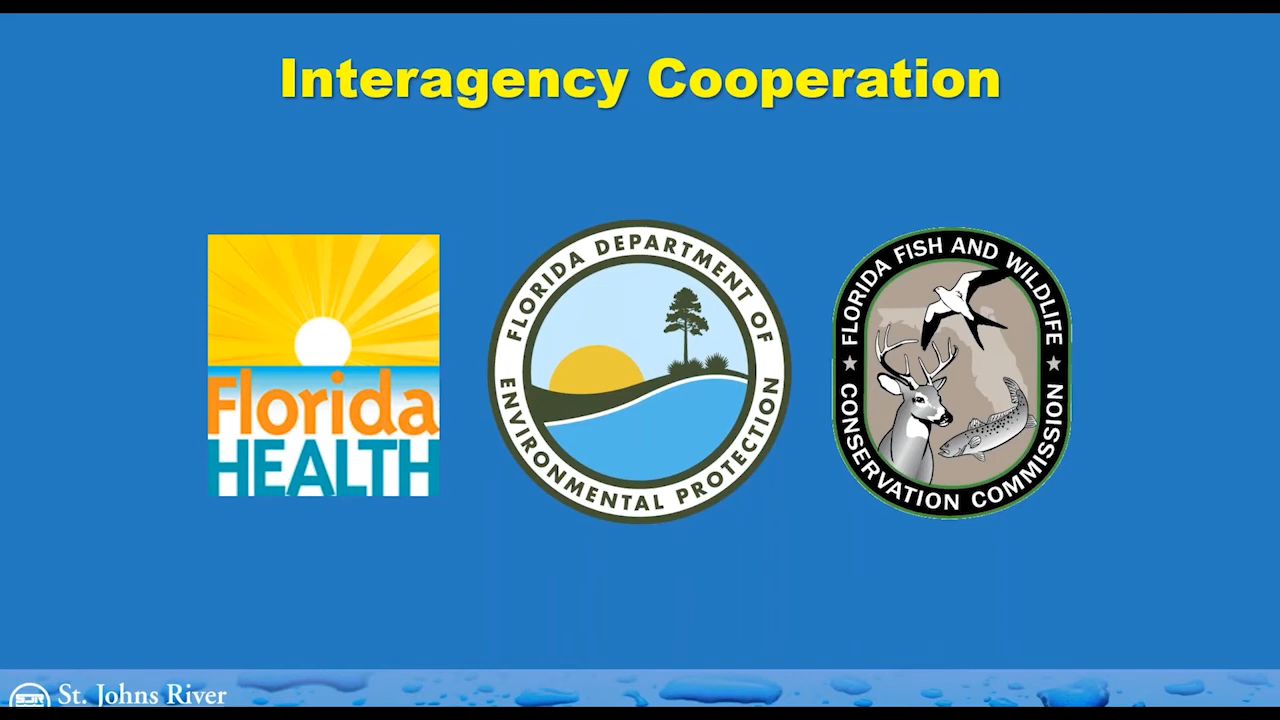 Interagency Cooperation
Florida
HEALTH
FLORIDA DEPARTMENT OF
ENVIRONMENTAL PROTECTION
FLORIDA FISH AND WILDLIFE
CONSERVATION COMMISSION
St. Johns River